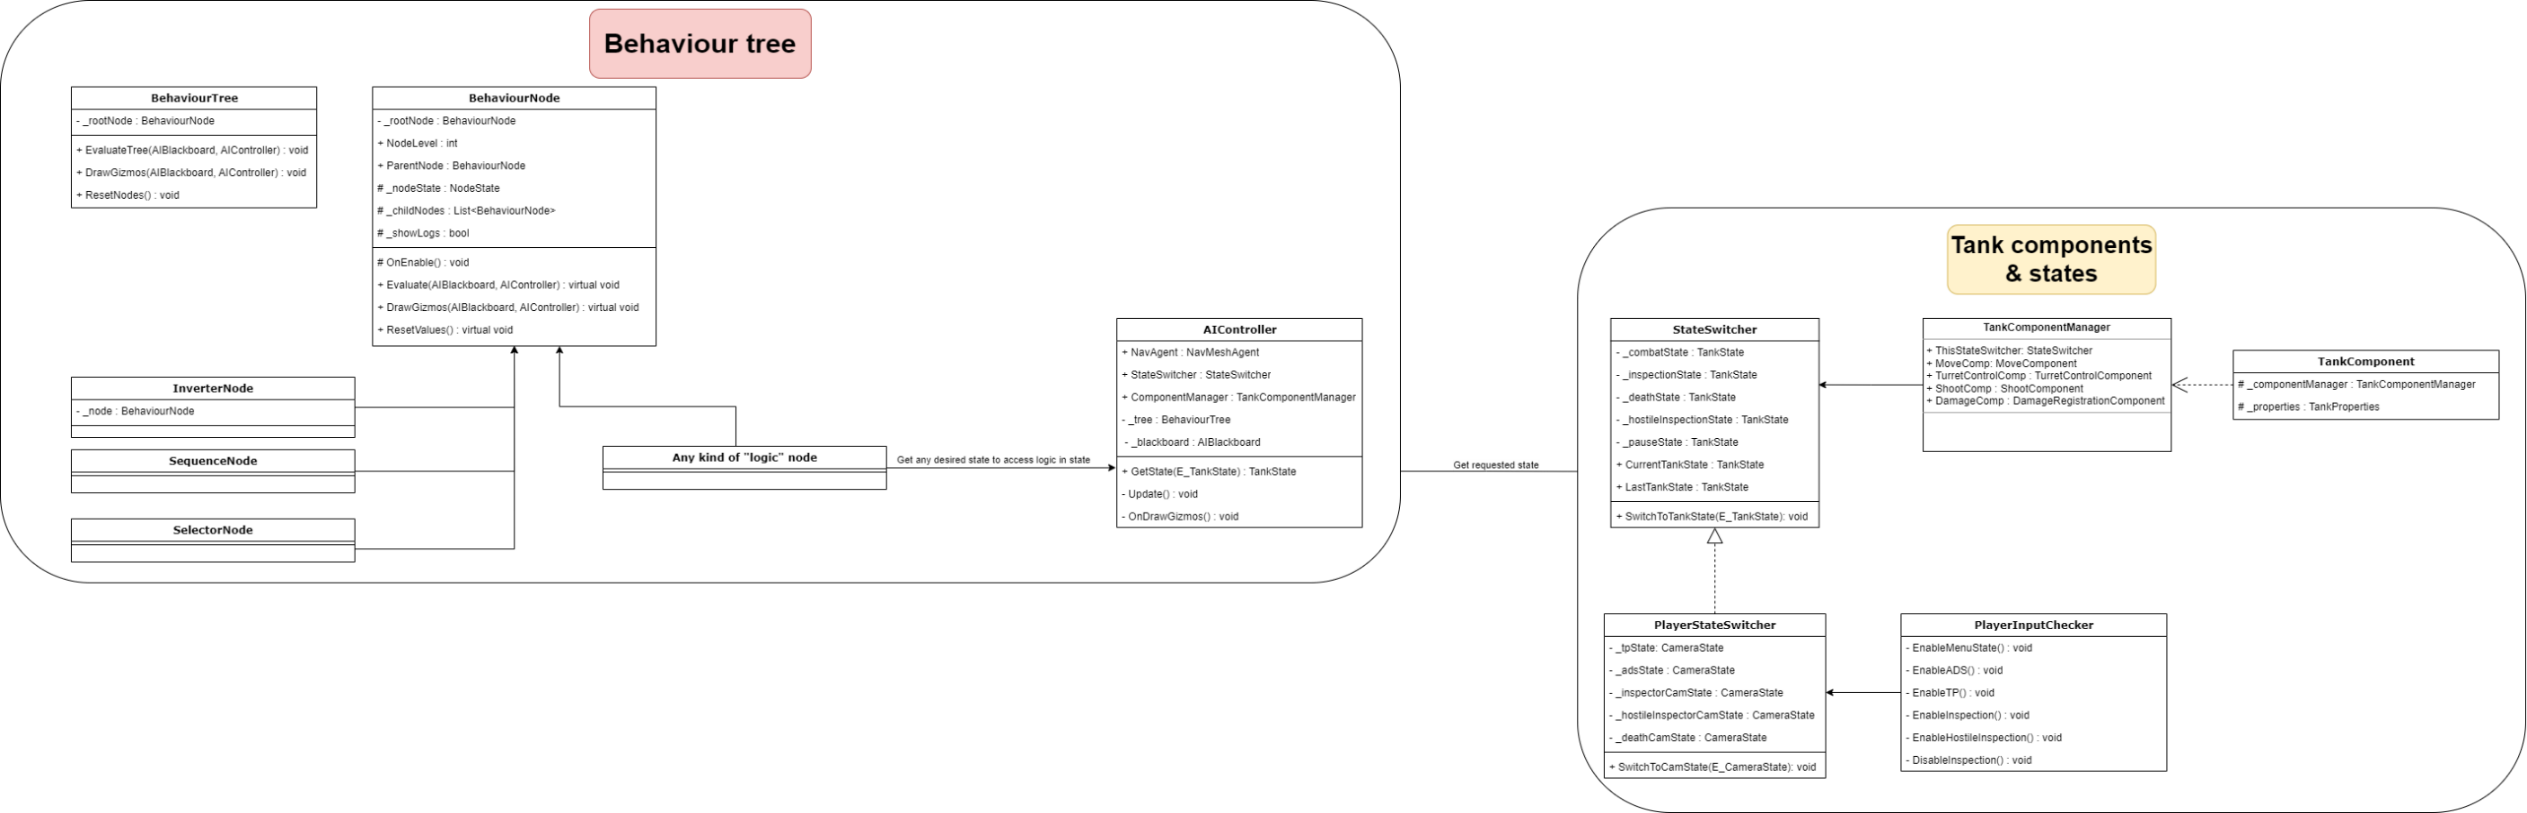 Behaviour tree
BehaviourTree
- _rootNode : BehaviourNode
+ EvaluateTree(AIBlackboard, AIController) : void
+ DrawGizmos(AIBlackboard, AIController) : void
+ ResetNodes() : void
BehaviourNode
- _rootNode : BehaviourNode
+ NodeLevel : int
+ ParentNode : BehaviourNode
# _nodeState : NodeState
# _childNodes : List<BehaviourNode>
# _showLogs : bool
# OnEnable() : void
+ Evaluate(AIBlackboard, AIController) : virtual void
+ DrawGizmos(AIBlackboard, AIController) : virtual void
+ ResetValues() : virtual void
InverterNode
- _node : BehaviourNode
SequenceNode
SelectorNode
Any kind of "logic" node
Get any desired state to access logic in state
AIController
+ NavAgent : NavMeshAgent
+ StateSwitcher : StateSwitcher
+ ComponentManager : TankComponentManager
- _tree : BehaviourTree
- _blackboard : AIBlackboard
+ GetState(E_TankState) : TankState
- Update() : void
- OnDrawGizmos() : void
Get requested state
Tank components
& states
StateSwitcher
- _combatState : TankState
- _inspectionState : TankState
- _deathState : TankState
- _hostileInspectionState : TankState
- _pauseState : TankState
+ CurrentTankState : TankState
+ LastTankState : TankState
+ SwitchToTankState(E_TankState): void
TankComponentManager
+ ThisStateSwitcher: StateSwitcher
+ MoveComp: MoveComponent
+ TurretControlComp : TurretControlComponent
+ ShootComp : ShootComponent
+ DamageComp : DamageRegistrationComponent
TankComponent
# _componentManager : TankComponentManager
# _properties : TankProperties
PlayerStateSwitcher
- _tpState: CameraState
- _adsState : CameraState
- _inspectorCamState : CameraState
- _hostileInspectorCamState : CameraState
- _deathCamState : CameraState
+ SwitchToCamState(E_CameraState): void
PlayerInputChecker
- EnableMenuState() : void
- EnableADS() : void
- EnableTP() : void
- EnableInspection() : void
- EnableHostileInspection() : void
- DisableInspection() : void